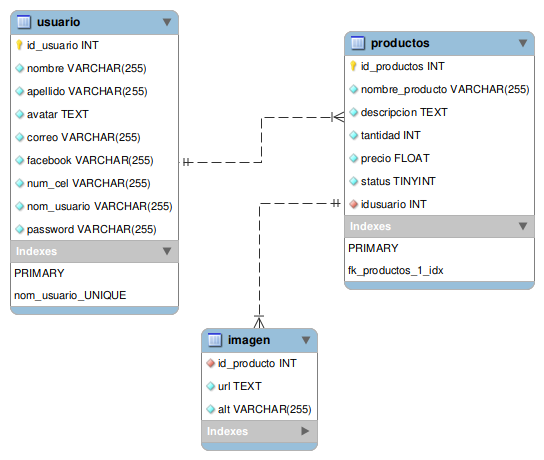 usuario
id_usuario INT
nombre VARCHAR(255)
apellido VARCHAR(255)
avatar TEXT
correo VARCHAR(255)
facebook VARCHAR(255)
num_cel VARCHAR(255)
nom_usuario VARCHAR(255)
password VARCHAR(255)
Indexes
PRIMARY
nom_usuario_UNIQUE
productos
id_productos INT
nombre_producto VARCHAR(255)
descripcion TEXT
tantidad INT
precio FLOAT
status TINYINT
idusuario INT
Indexes
PRIMARY
fk_productos_1_idx
imagen
id_producto INT
url TEXT
alt VARCHAR(255)
Indexes